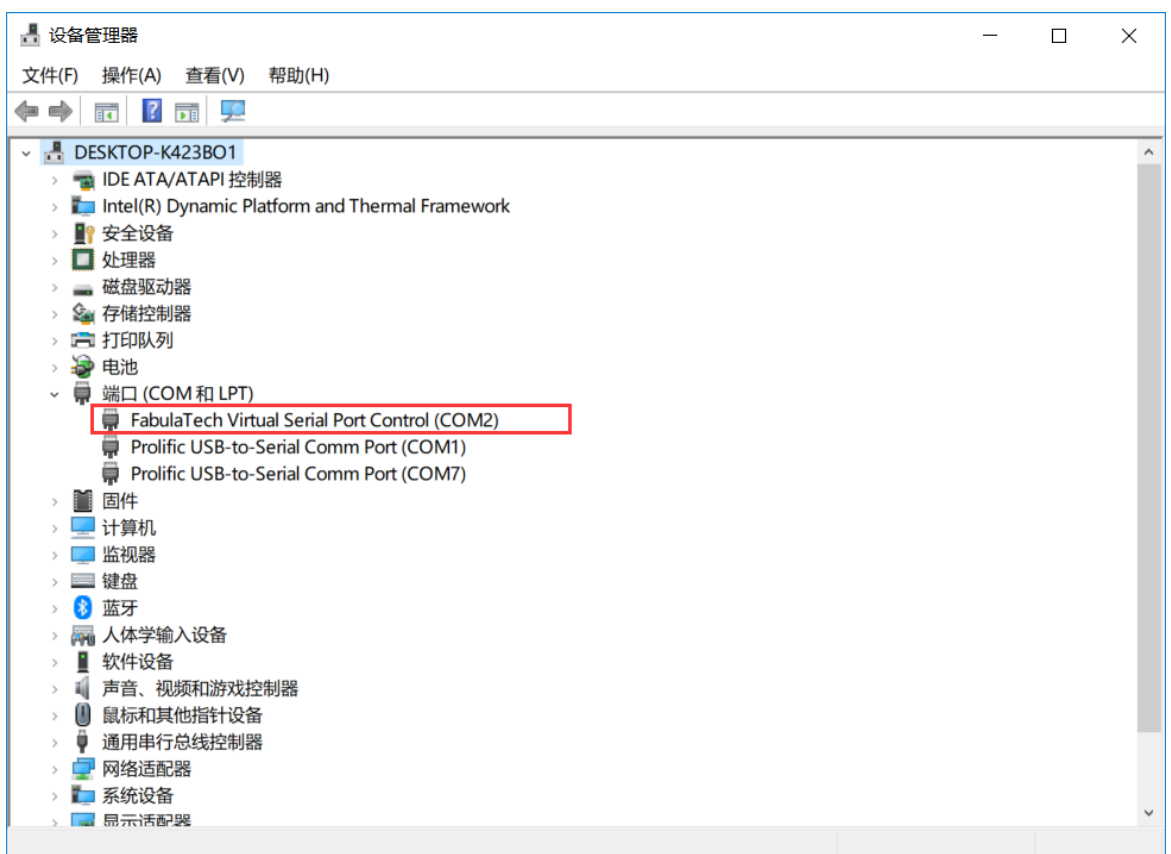 设备管理器
文件(F) 操作(A) 查看(V) 帮助(H)
DESKTOP-K423BO1
IDE ATA/ATAPI 控制器
Intel(R) Dynamic Platform and Thermal Framework
安全设备
处理器
磁盘驱动器
存储控制器
打印队列
电池
端口 (COM 和 LPT)
FabulaTech Virtual Serial Port Control (COM2)
Prolific USB-to-Serial Comm Port (COM1)
Prolific USB-to-Serial Comm Port (COM7)
固件
计算机
监视器
键盘
蓝牙
人体学输入设备
软件设备
声音、视频和游戏控制器
鼠标和其他指针设备
通用串行总线控制器
网络适配器
系统设备
显示适配器